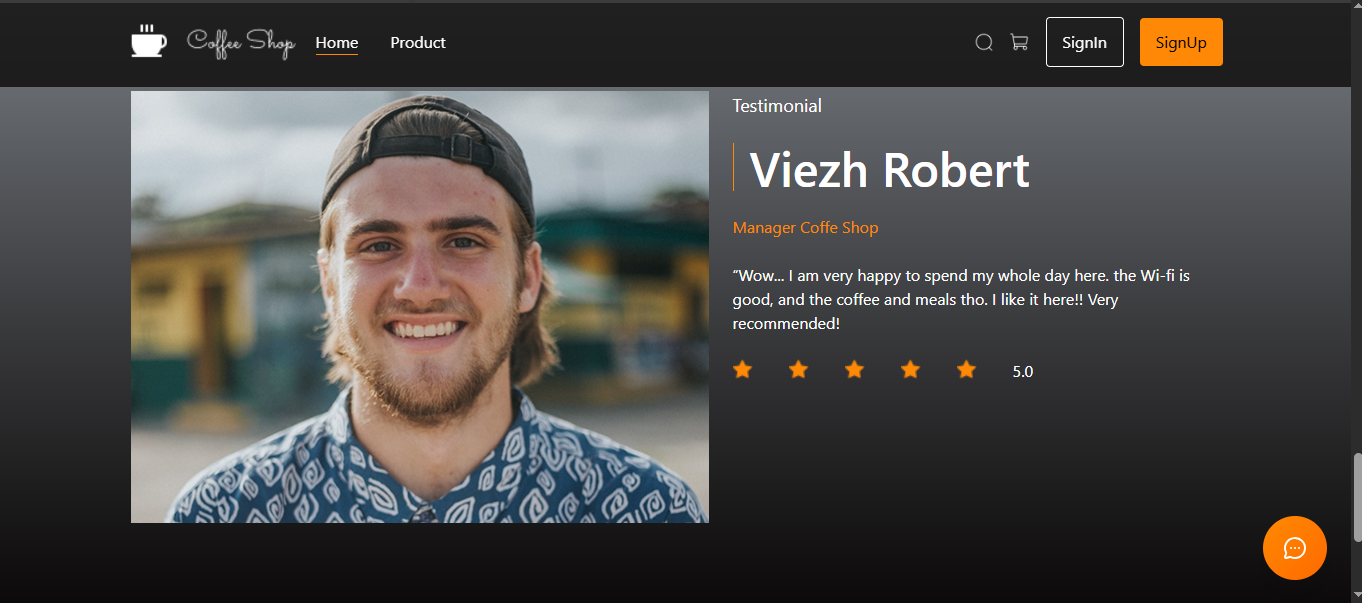 Coffee Shop Home Product SignIn SignUp
Testimonial
Viezh Robert
Manager Coffe Shop
“Wow... I am very happy to spend my whole day here. the Wi-fi is
good, and the coffee and meals tho. I like it here!! Very
recommended!
5.0